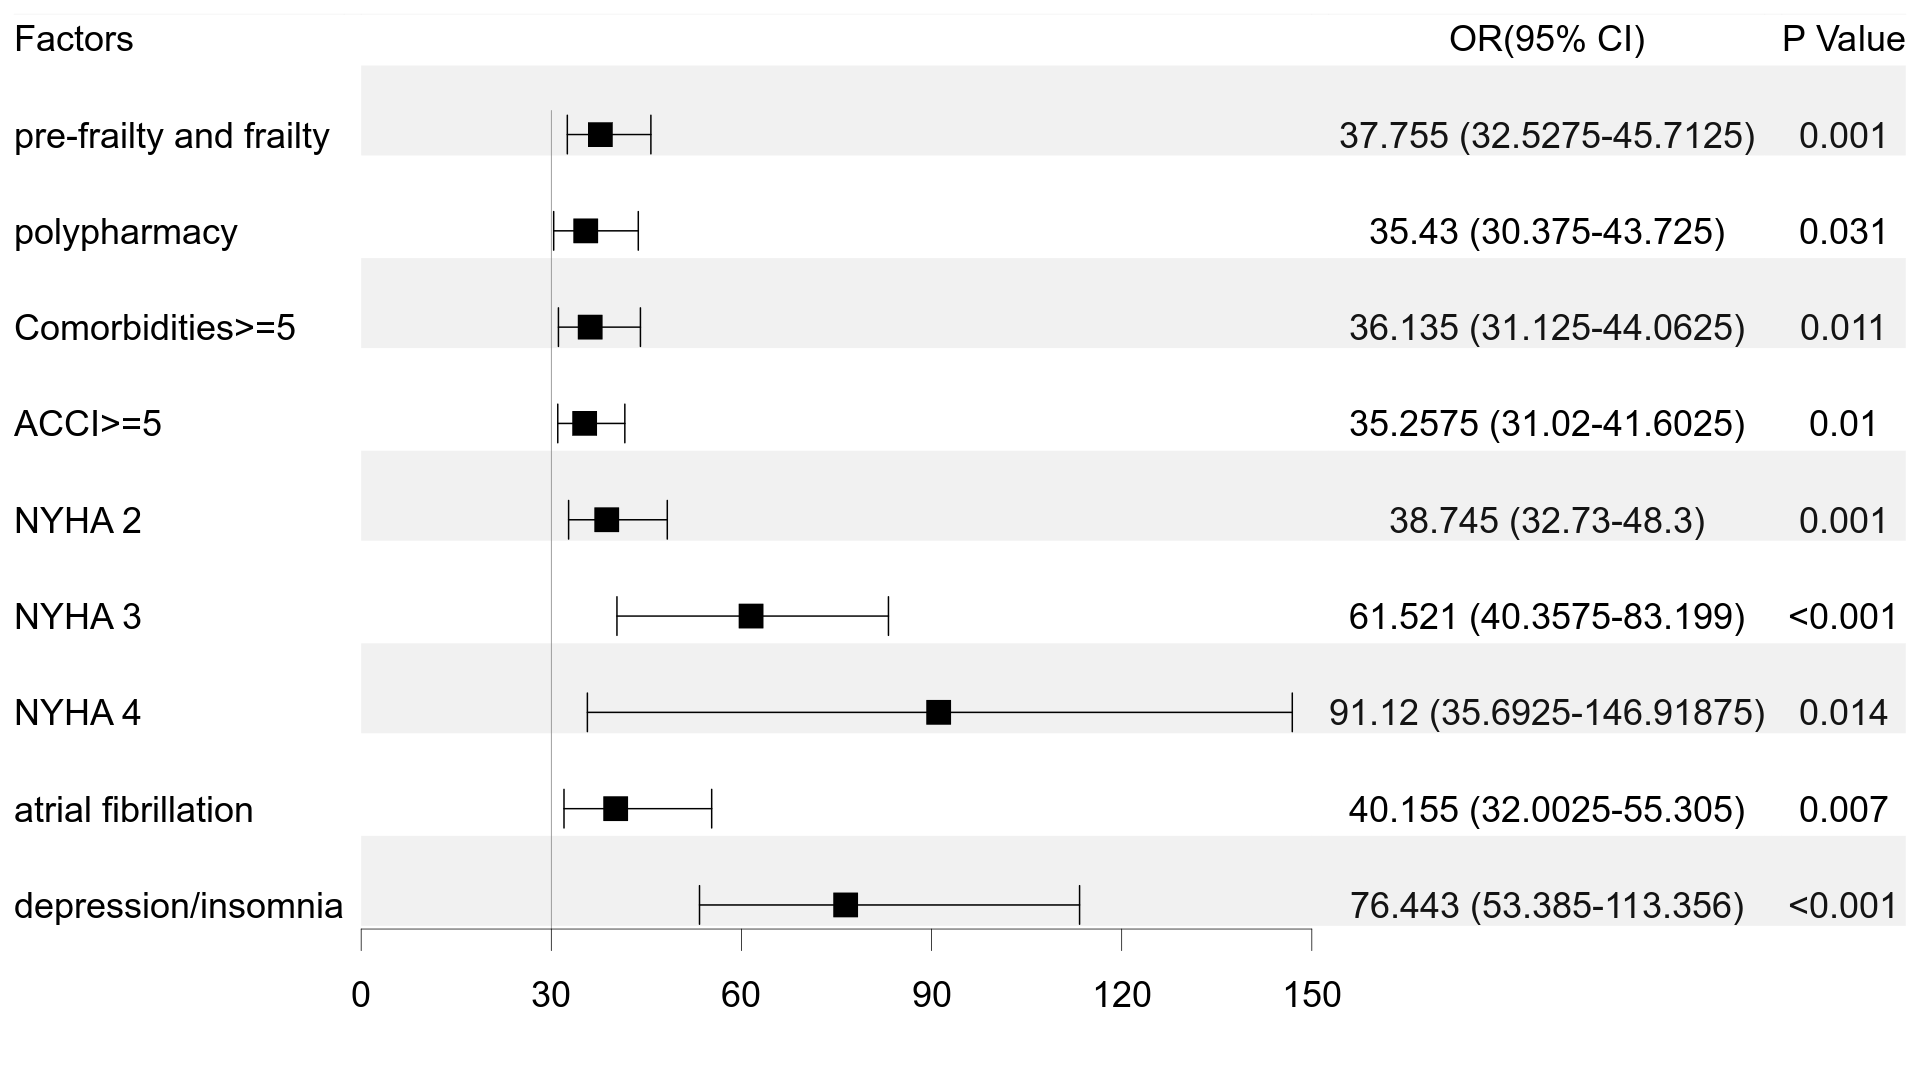 Factors OR(95% CI) P Value
pre-frailty and frailty 37.755 (32.5275-45.7125) 0.001
polypharmacy 35.43 (30.375-43.725) 0.031
Comorbidities>=5 36.135 (31.125-44.0625) 0.011
ACCI>=5 35.2575 (31.02-41.6025) 0.01
NYHA 2 38.745 (32.73-48.3) 0.001
NYHA 3 61.521 (40.3575-83.199) <0.001
NYHA 4 91.12 (35.6925-146.91875) 0.014
atrial fibrillation 40.155 (32.0025-55.305) 0.007
depression/insomnia 76.443 (53.385-113.356) <0.001
0 30 60 90 120 150